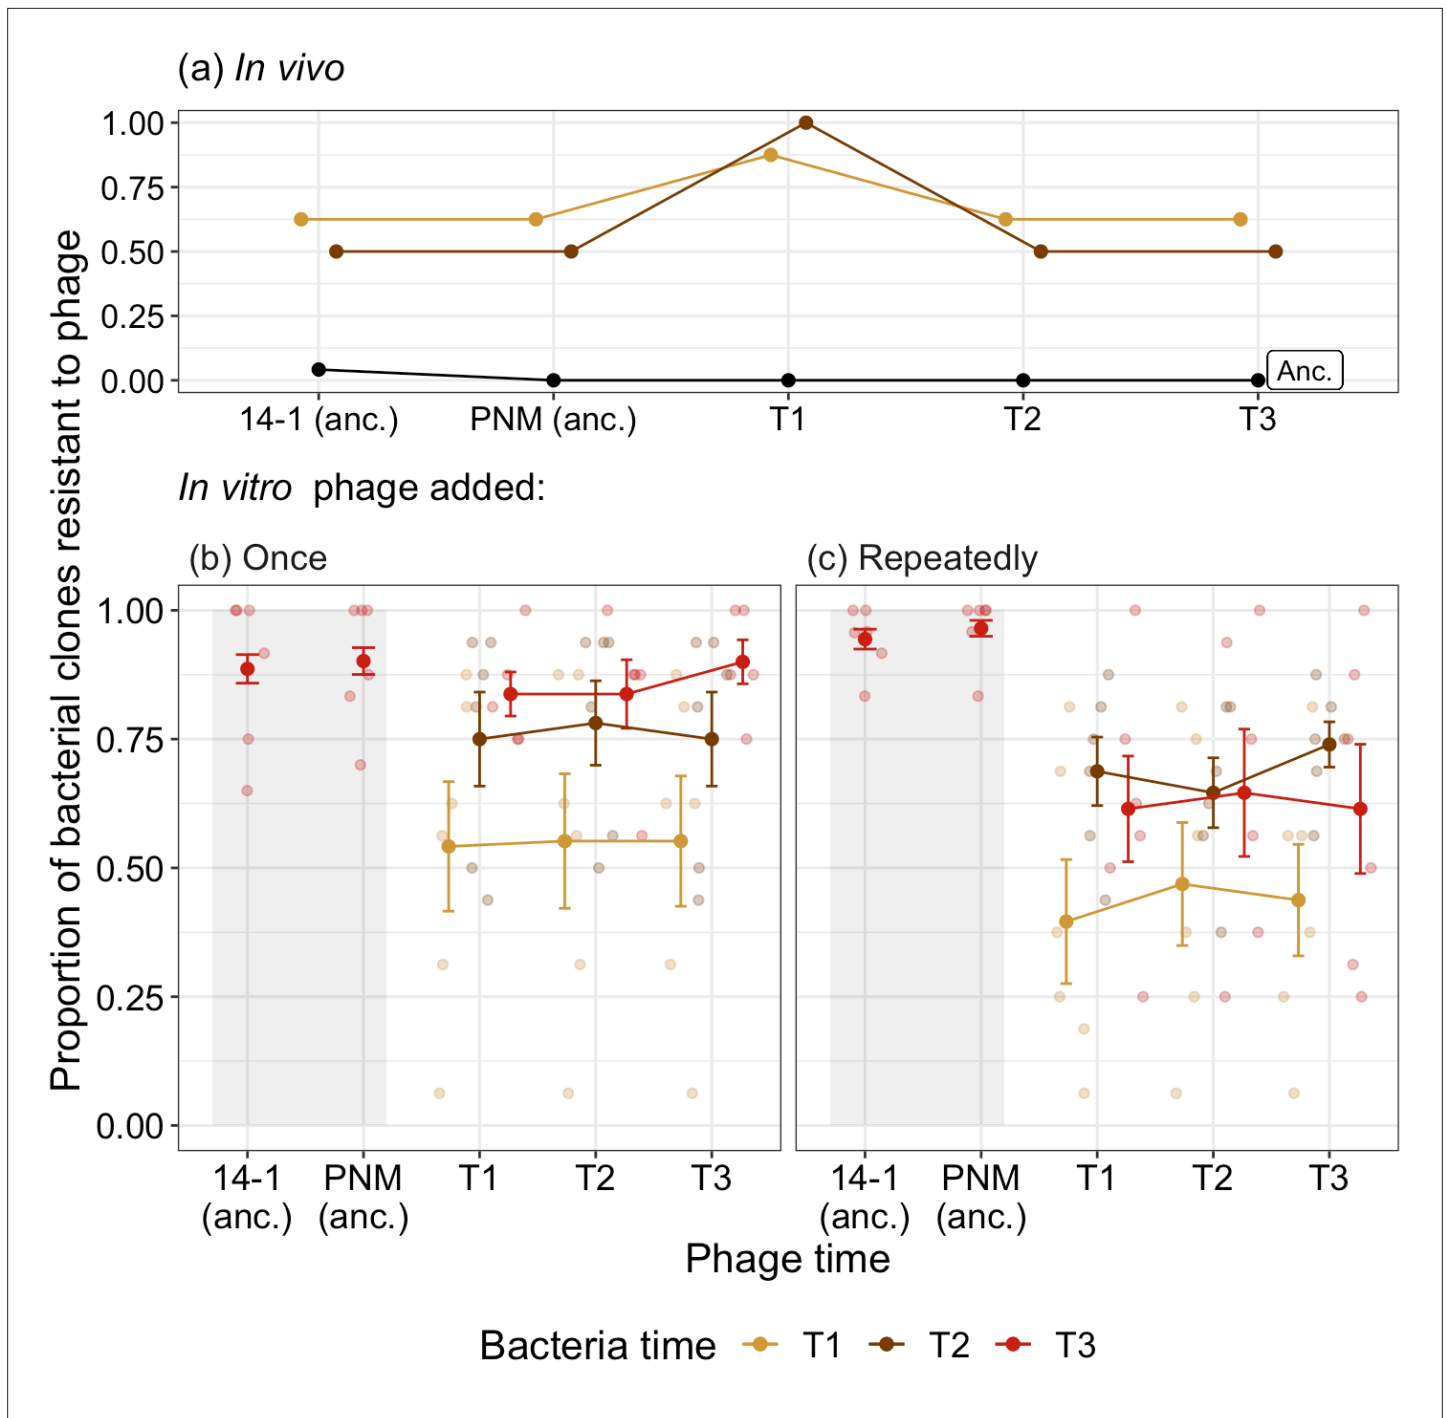 (a) In vivo
Proportion of bacterial clones resistant to phage
1.00
0.75
0.50
0.25
0.00
Anc.
14-1 (anc.) PNM (anc.) T1 T2 T3
In vitro phage added:
(b) Once
(c) Repeatedly
1.00
0.75
0.50
0.25
0.00
14-1 PNM T1 T2 T3
(anc.) (anc.)
14-1 PNM T1 T2 T3
(anc.) (anc.)
Phage time
Bacteria time T1 T2 T3